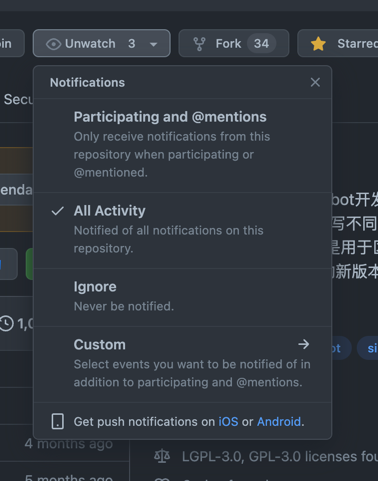 in
Unwatch 3
Fork 34
Starred
Notifications
Secu
Participating and @mentions
Only receive notifications from this
repository when participating or
@mentioned.
enda
All Activity
Notified of all notifications on this
repository.
bot开发
写不同
是用于
新版本
Ignore
Never be notified.
1,0
Custom
Select events you want to be notified of in
addition to participating and @mentions.
ot
si
Get push notifications on iOS or Android.
4 months ago
LGPL-3.0, GPL-3.0 licenses fou
5 months ago